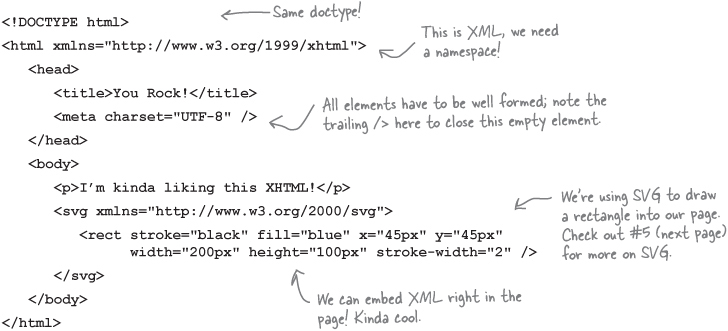 <!DOCTYPE html>
Same doctype!
<html xmlns="http://www.w3.org/1999/xhtml">
This is XML, we need
a namespace!
<head>
<title>You Rock!</title>
<meta charset="UTF-8" />
All elements have to be well formed; note the
trailing /> here to close this empty element.
</head>
<body>
<p>I'm kinda liking this XHTML!</p>
<svg xmlns="http://www.w3.org/2000/svg">
We're using SVG to draw
a rectangle into our page.
Check out #5 (next page)
for more on SVG.
<rect stroke="black" fill="blue" x="45px" y="45px"
width="200px" height="100px" stroke-width="2" />
</svg>
We can embed XML right in the
page! Kinda cool.
</body>
</html>